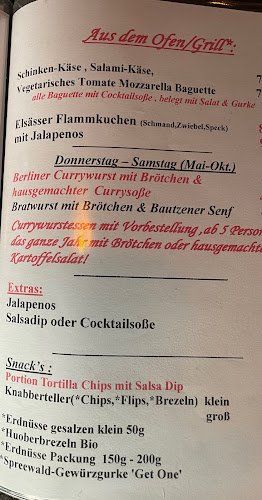 Aus dem Ofen/Grill*:
Schinken-Käse , Salami-Käse,
Vegetarisches Tomate Mozzarella Baguette
alle Baguette mit Cocktailsoße , belegt mit Salat & Gurke
Elsässer Flammkuchen (Schmand,Zwiebel,Speck)
mit Jalapenos
Donnerstag – Samstag (Mai-Okt.)
Berliner Currywurst mit Brötchen &
hausgemachter Currysoße
Bratwurst mit Brötchen & Bautzener Senf
Currywurstessen mit Vorbestellung ,ab 5 Person
das ganze Jahr mit Brötchen oder hausgemachte
Kartoffelsalat!
Extras:
Jalapenos
Salsadip oder Cocktailsoße
Snack's :
Portion Tortilla Chips mit Salsa Dip
Knabberteller(*Chips,*Flips,*Brezeln) klein
groß
*Erdnüsse gesalzen klein 50g
*Huoberbrezeln Bio
*Erdnüsse Packung 150g - 200g
*Spreewald-Gewürzgurke 'Get One'